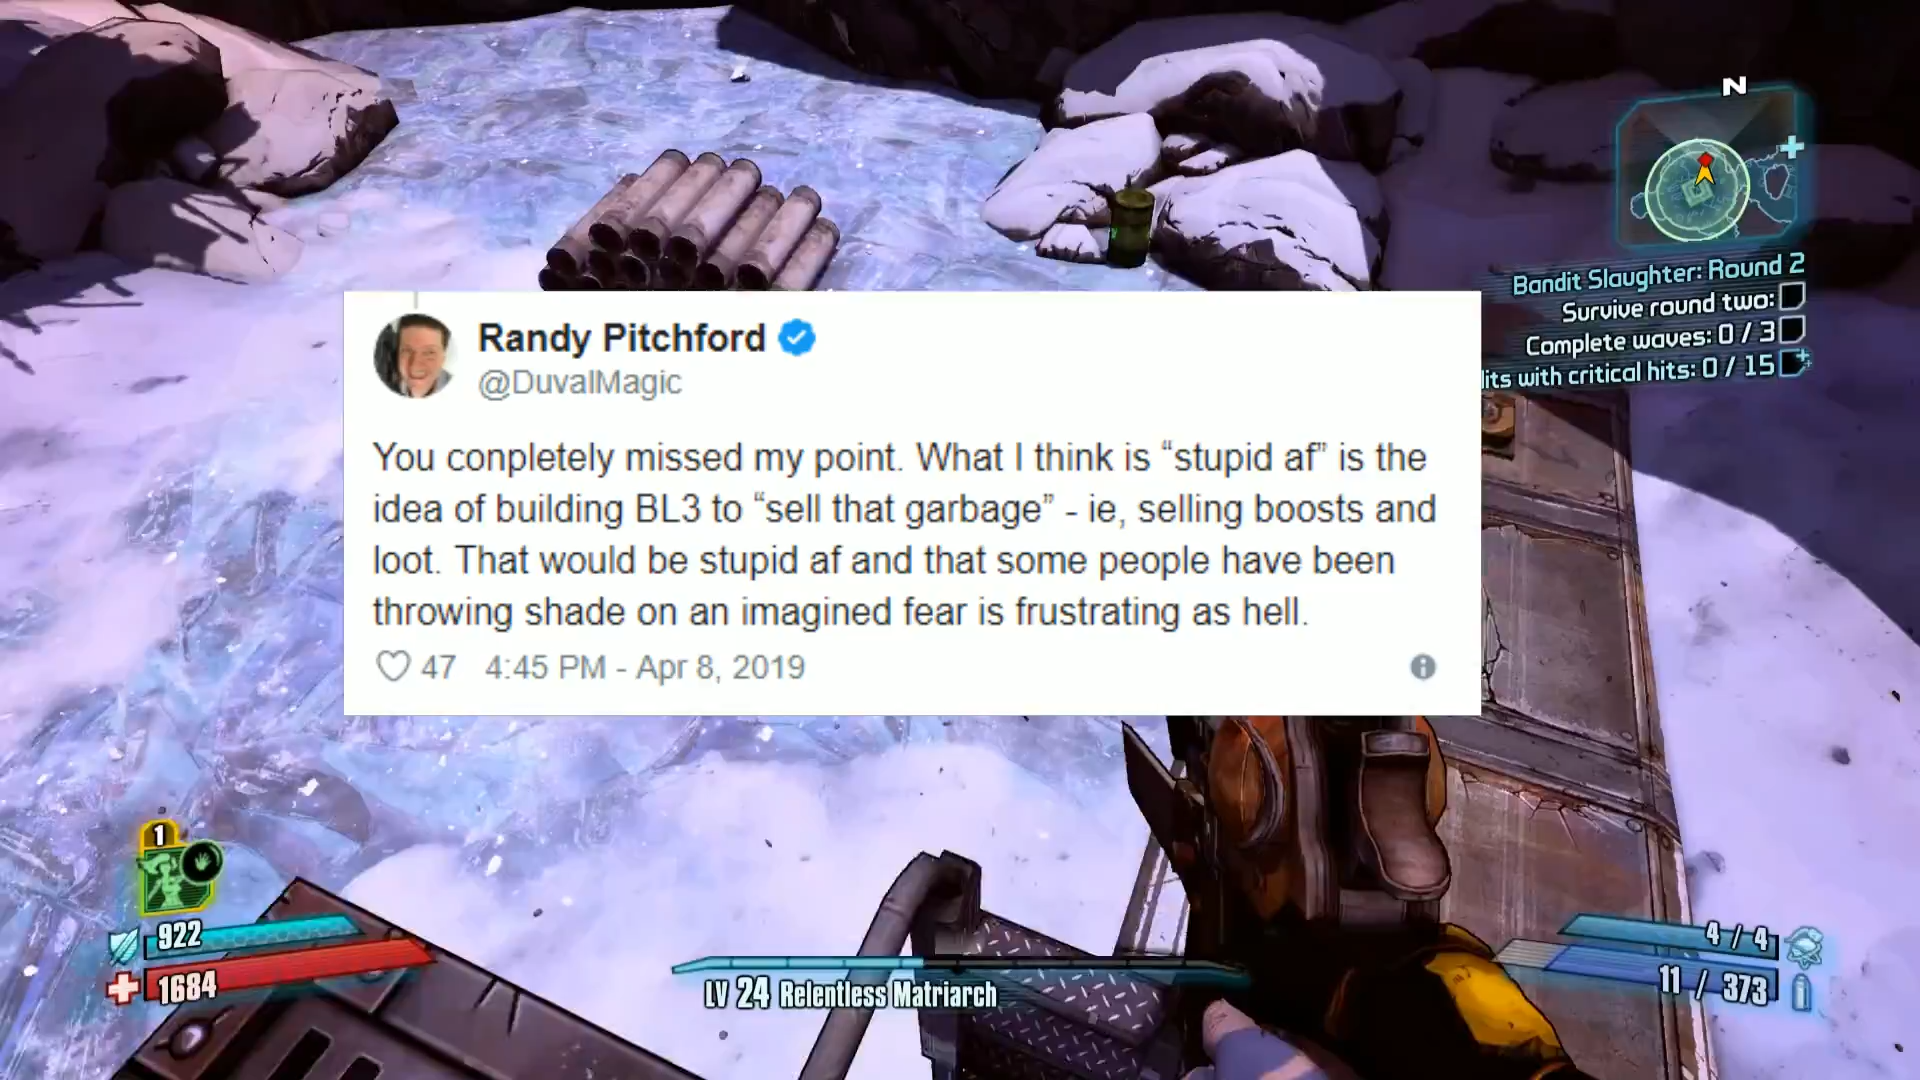 N
Bandit Slaughter: Round 2
Survive round two:
Complete waves: 0 / 3
its with critical hits: 0 / 15
Randy Pitchford
@DuvalMagic
You conpletely missed my point. What I think is “stupid af” is the
idea of building BL3 to “sell that garbage” - ie, selling boosts and
loot. That would be stupid af and that some people have been
throwing shade on an imagined fear is frustrating as hell.
47 4:45 PM - Apr 8, 2019
1
922
1684
LV 24 Relentless Matriarch
4 / 4
11 / 373